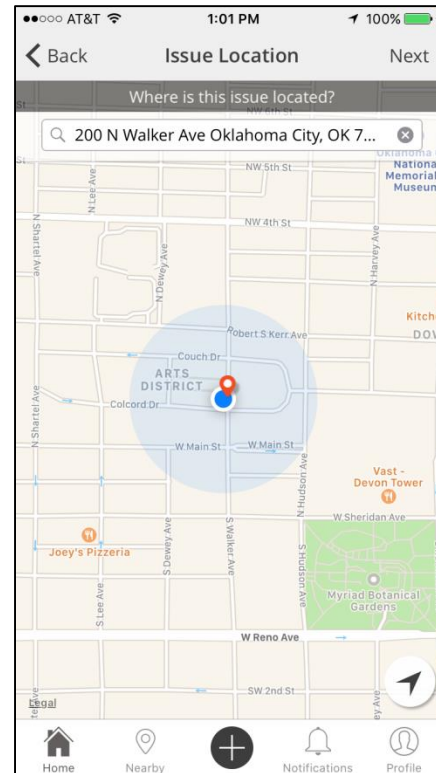 AT&T 1:01 PM 100%
Back Issue Location Next
Where is this issue located?
200 N Walker Ave Oklahoma City, OK 7...
NW 5th St
National
Memorial
Museum
N Lee Ave
NW 4th St
N Shartel Ave
N Dewey Ave
N Harvey Ave
Kitch
DOW
Robert S Kerr Ave
Couch Dr
ARTS
DISTRICT
Colcord Dr
N Shartel Ave
W Main St
W Main St
N Hudson Ave
Vast -
Devon Tower
W Sheridan Ave
Joey's Pizzeria
S Dewey Ave
S Walker Ave
S Hudson Ave
S Lee Ave
Myriad Botanical
Gardens
W Reno Ave
SW 2nd St
Legal
Home Nearby Notifications Profile